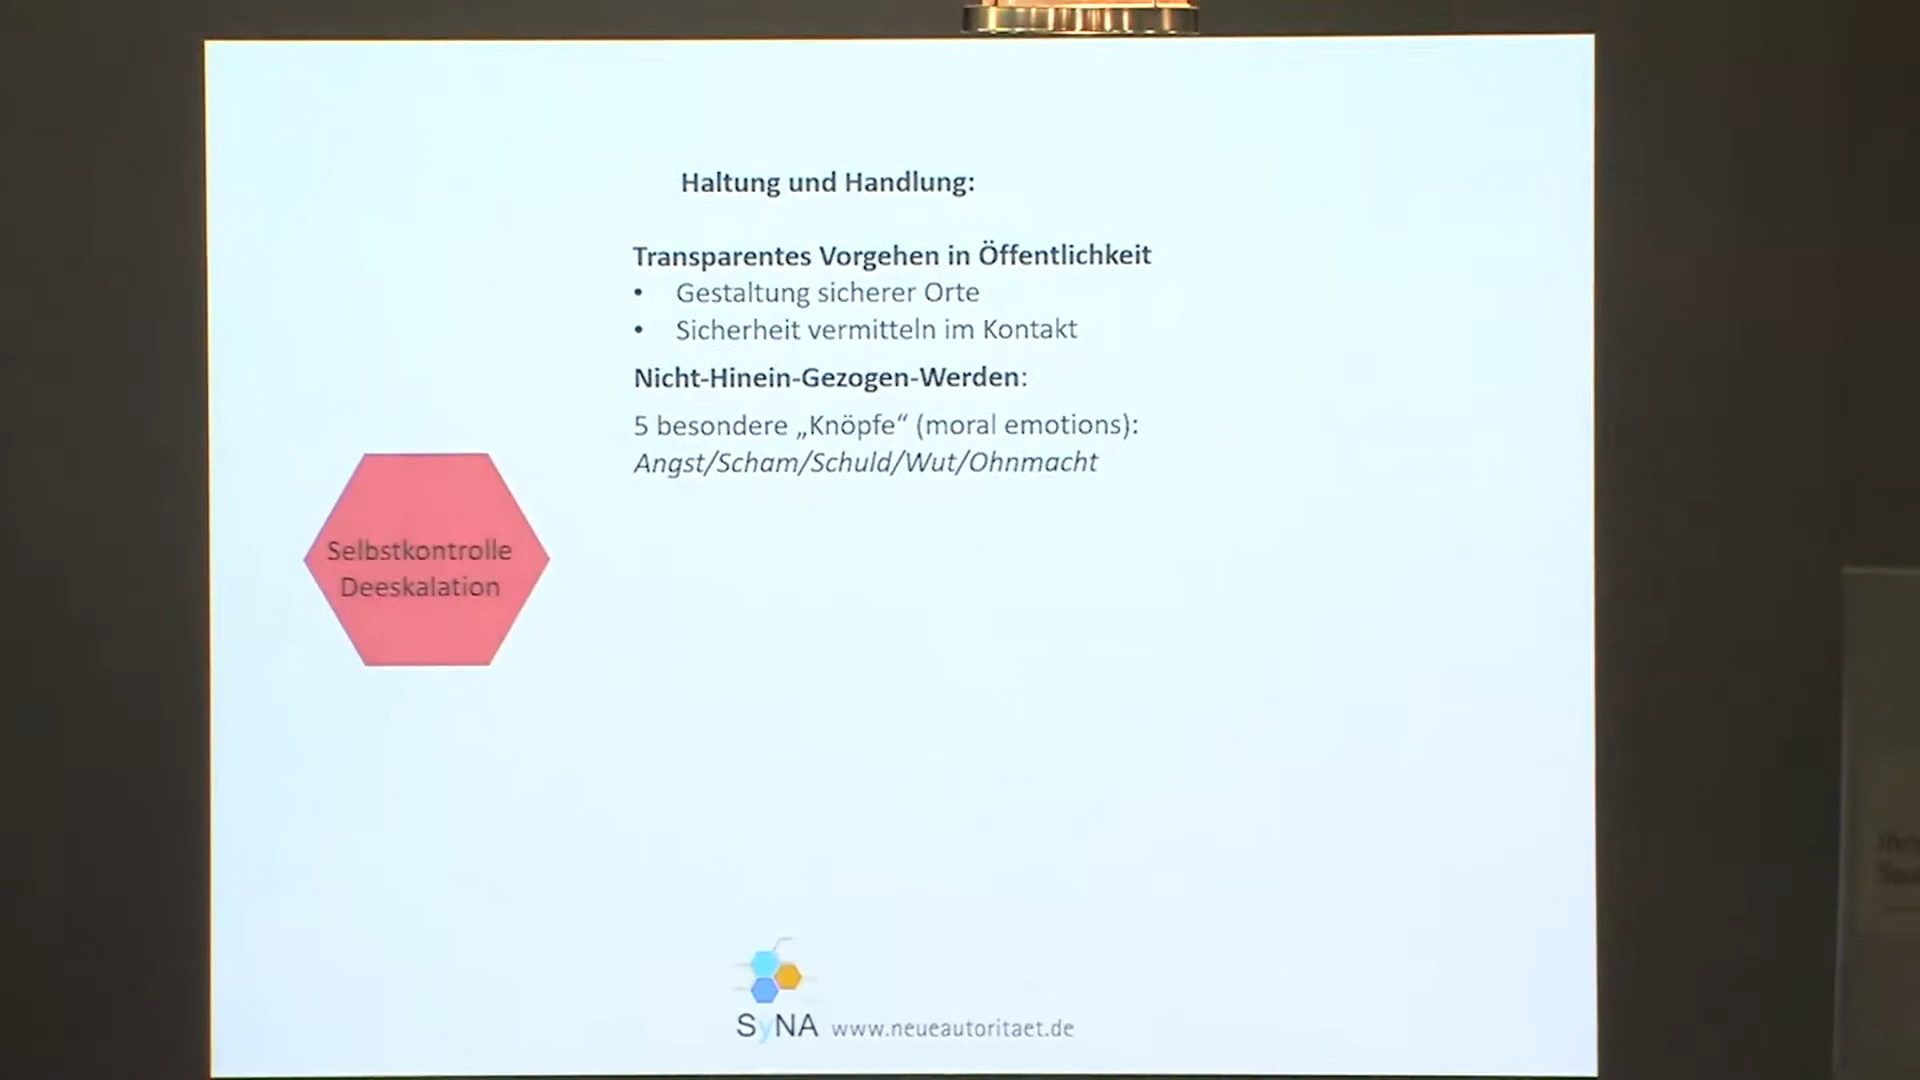 Haltung und Handlung:
Transparentes Vorgehen in Öffentlichkeit
• Gestaltung sicherer Orte
• Sicherheit vermitteln im Kontakt
Nicht-Hinein-Gezogen-Werden:
5 besondere „Knöpfe“ (moral emotions):
Angst/Scham/Schuld/Wut/Ohnmacht
Selbstkontrolle
Deeskalation
SyNA www.neueautoritaet.de